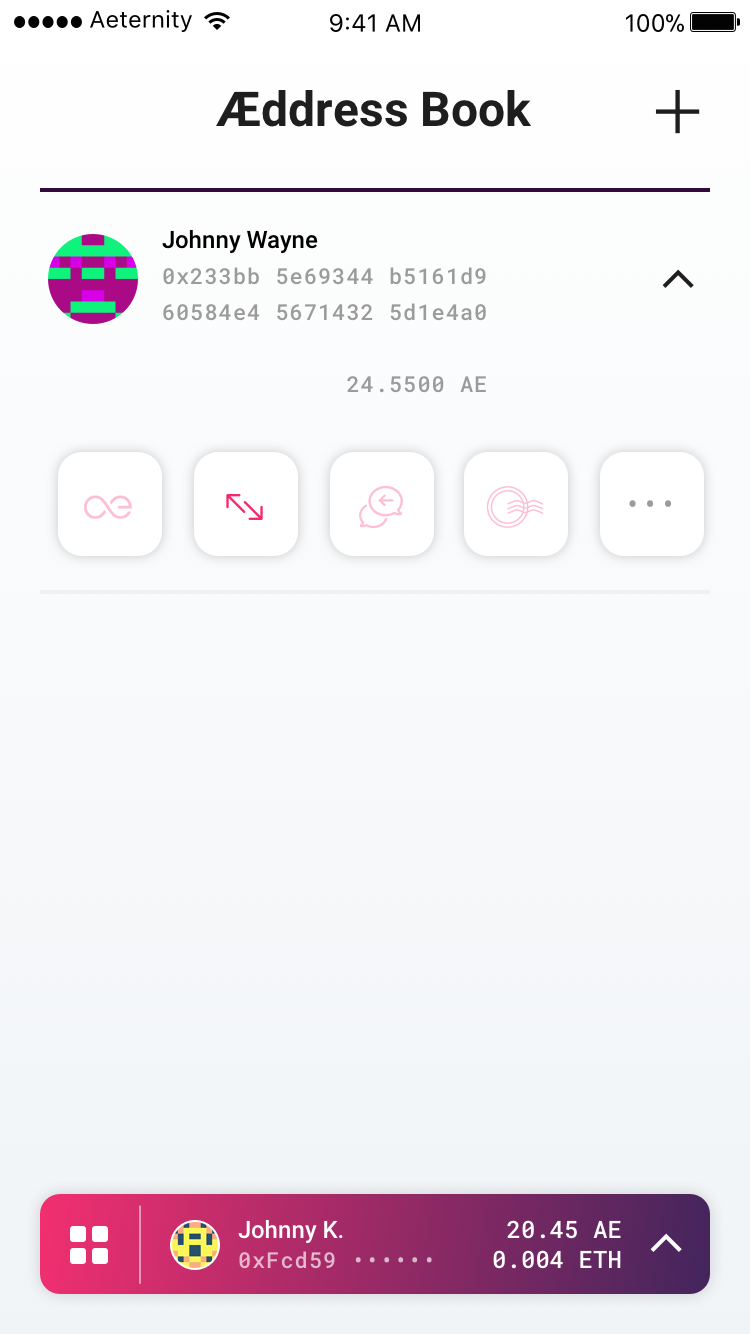 Aeternity 9:41 AM 100%
Æddress Book
Johnny Wayne
0x233bb 5e69344 b5161d9
60584e4 5671432 5d1e4a0
24.5500 AE
Johnny K. 20.45 AE
0xFcd59 ······ 0.004 ETH